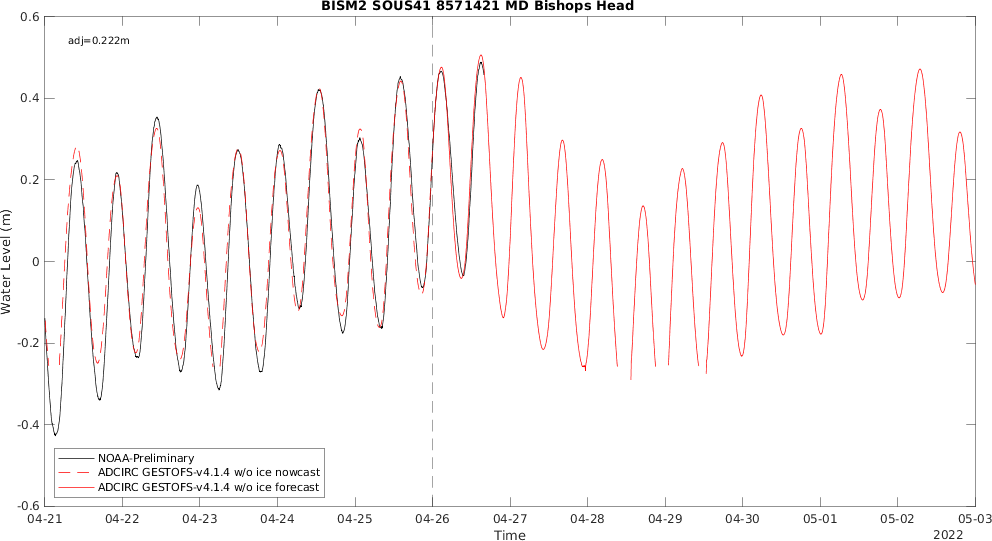 BISM2 SOUS41 8571421 MD Bishops Head
adj=0.222m
0.6
0.4
0.2
0
-0.2
-0.4
-0.6
Water Level (m)
NOAA-Preliminary
ADCIRC GESTOFS-v4.1.4 w/o ice nowcast
ADCIRC GESTOFS-v4.1.4 w/o ice forecast
04-21 04-22 04-23 04-24 04-25 04-26 04-27 04-28 04-29 04-30 05-01 05-02 05-03
Time
2022